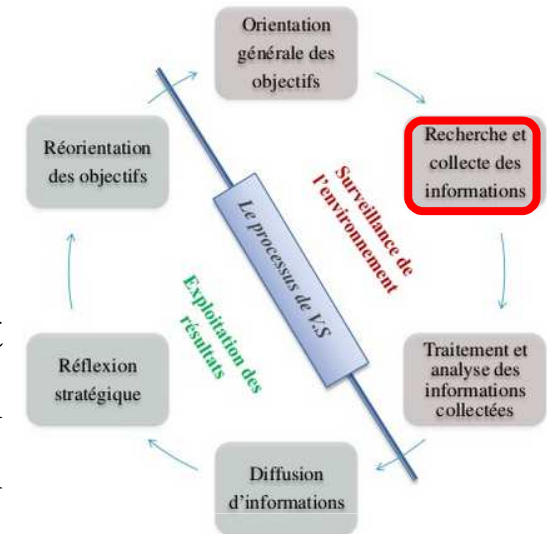 Orientation
générale des
objectifs
Recherche et
collecte des
informations
Réorientation
des objectifs
Surveillance de
l'environnement
Le processus de V.S
Exploitation des
résultats
Traitement et
analyse des
informations
collectées
Réflexion
stratégique
Diffusion
d'informations